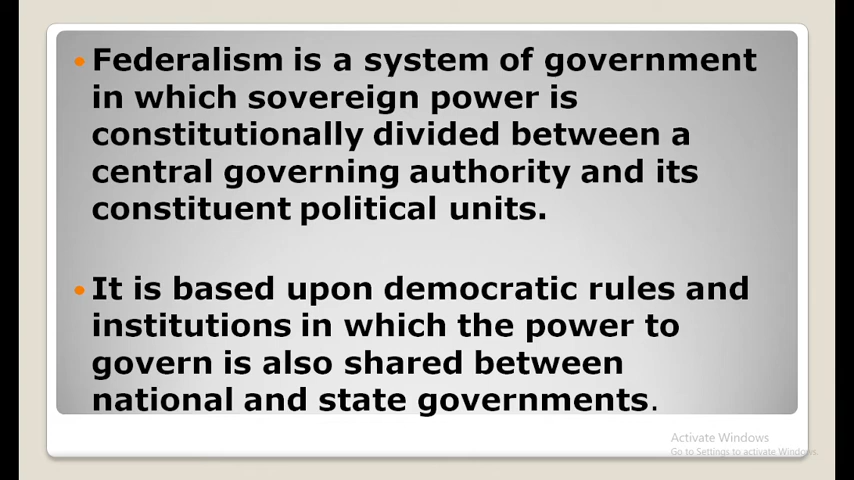 Federalism is a system of government
in which sovereign power is
constitutionally divided between a
central governing authority and its
constituent political units.
It is based upon democratic rules and
institutions in which the power to
govern is also shared between
national and state governments.
Activate Windows
Go to Settings to activate Windows.